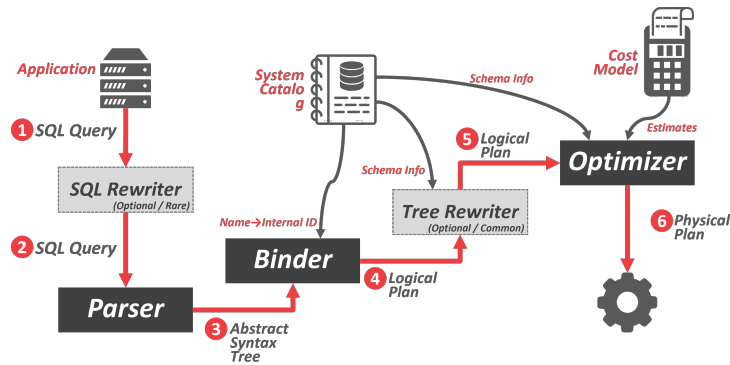 Application
System
Catalo
g
Schema Info
Cost
Model
1 SQL Query
SQL Rewriter
(Optional / Rare)
2 SQL Query
Parser
3 Abstract
Syntax
Tree
Name→Internal ID
Binder
4 Logical
Plan
Schema Info
Tree Rewriter
(Optional / Common)
5 Logical
Plan
Estimates
Optimizer
6 Physical
Plan